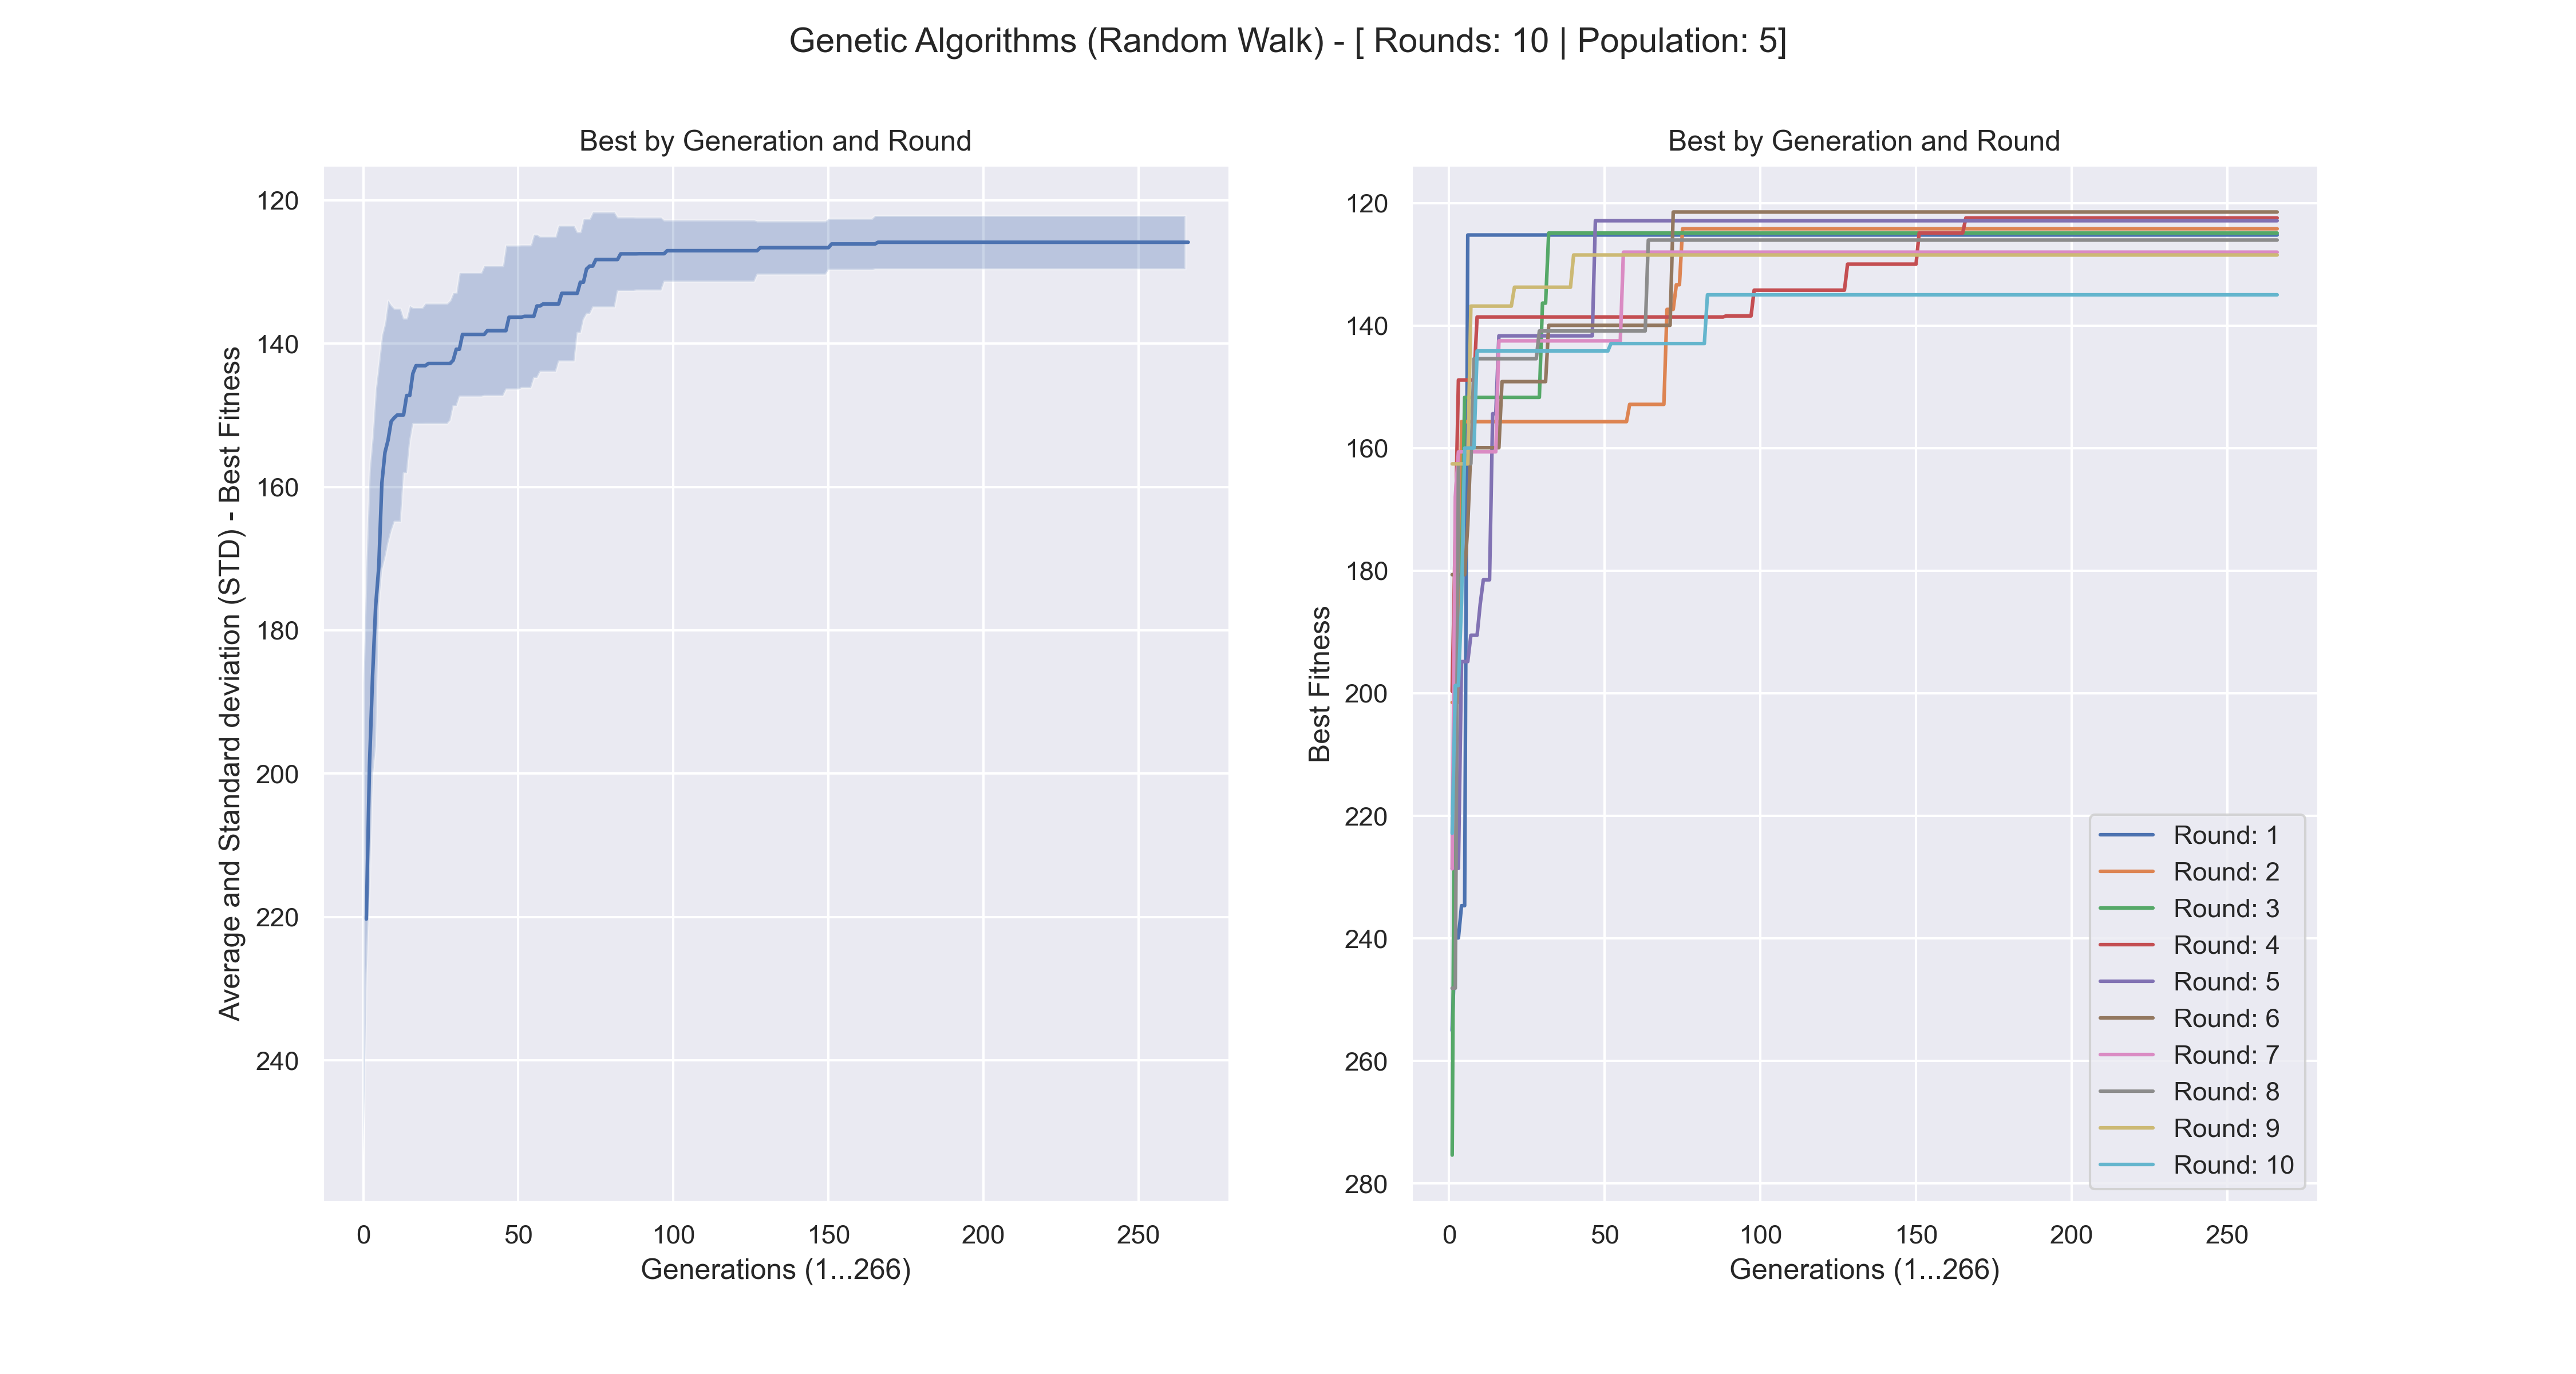 Genetic Algorithms (Random Walk) - [ Rounds: 10 | Population: 5]
Best by Generation and Round
Average and Standard deviation (STD) - Best Fitness
120
140
160
180
200
220
240
0 50 100 150 200 250
Generations (1...266)
Best by Generation and Round
Best Fitness
120
140
160
180
200
220
240
260
280
Round: 1
Round: 2
Round: 3
Round: 4
Round: 5
Round: 6
Round: 7
Round: 8
Round: 9
Round: 10
0 50 100 150 200 250
Generations (1...266)